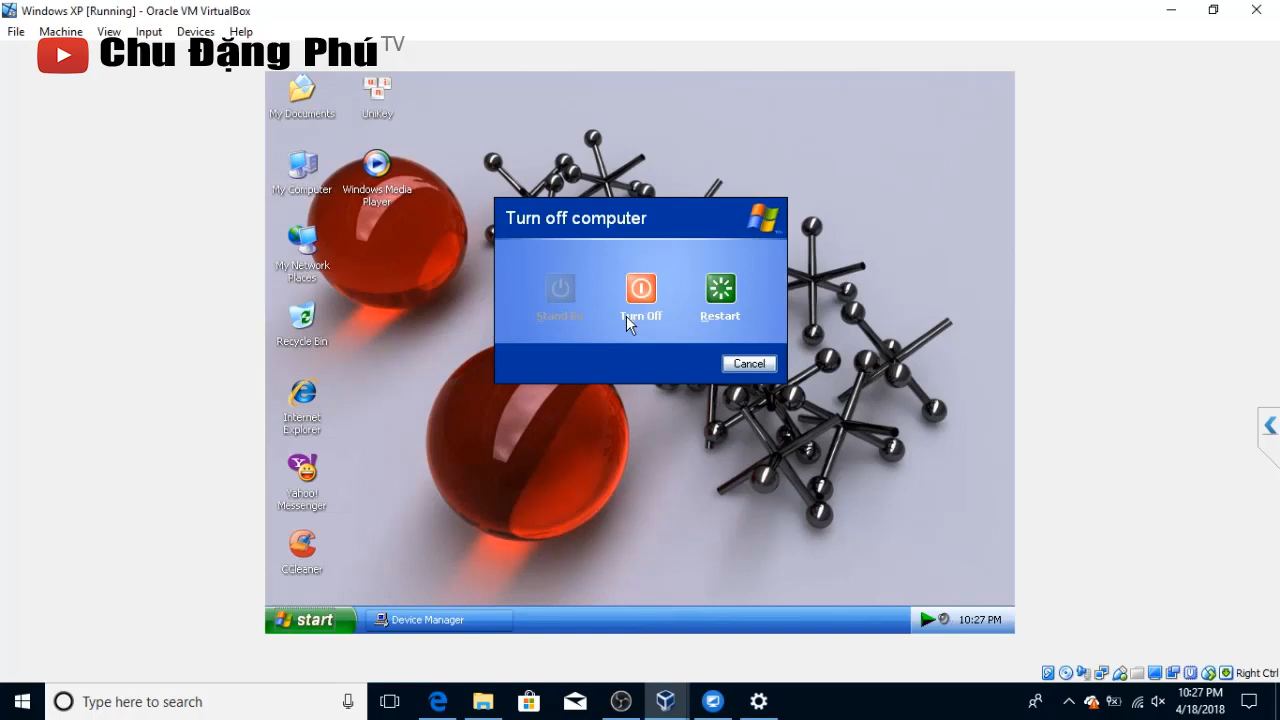 Windows XP [Running] - Oracle VM VirtualBox
File Machine View Input Devices Help
Chu Đặng Phú TV
My Documents
UniKey
My Computer
Windows Media
Player
My Network
Places
Recycle Bin
Internet
Explorer
Yahoo!
Messenger
CCleaner
Turn off computer
Stand By
Turn Off
Restart
Cancel
start
Device Manager
10:27 PM
Right Ctrl
Type here to search
10:27 PM
4/18/2018